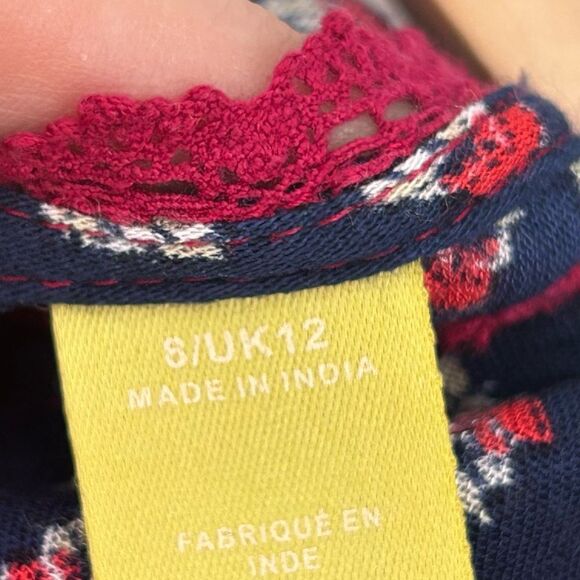 8/UK12
MADE IN INDIA
FABRIQUÉ EN
INDE